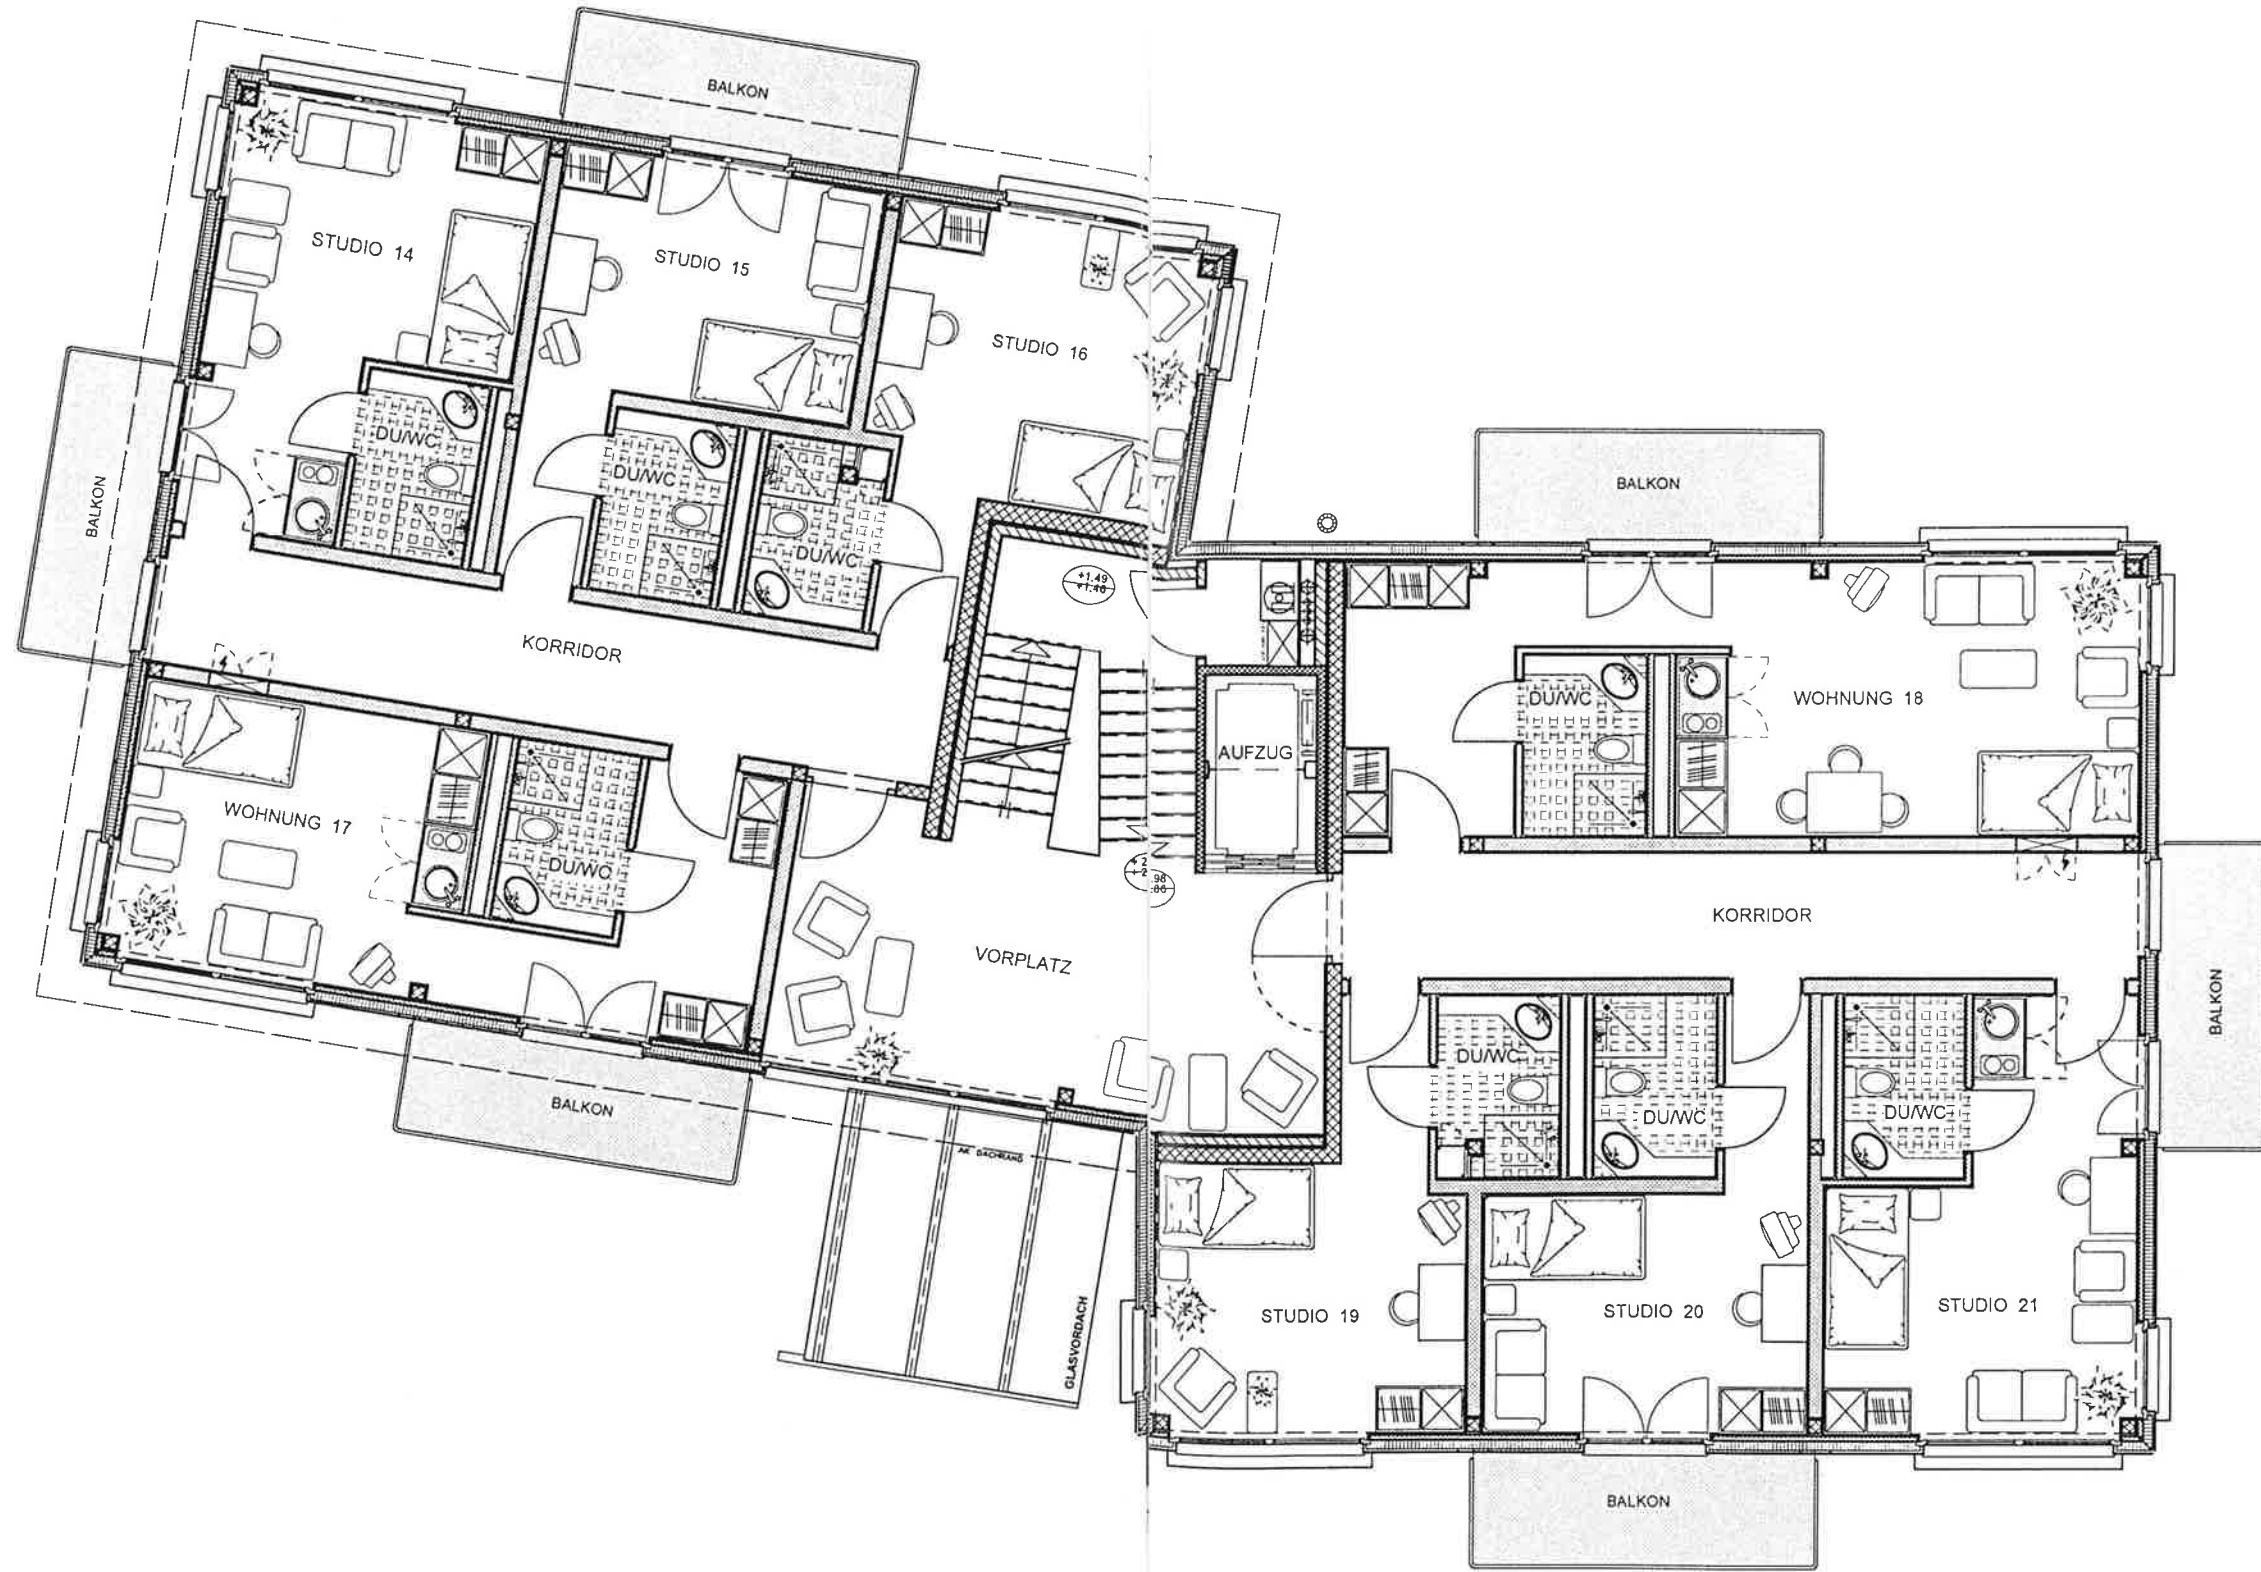 BALKON
STUDIO 14
STUDIO 15
STUDIO 16
DU/WC
DU/WC
DU/WC
BALKON
BALKON
+1.49
+1.46
KORRIDOR
DU/WC
WOHNUNG 18
AUFZUG
WOHNUNG 17
DU/WC
VORPLATZ
KORRIDOR
BALKON
DU/WC
DU/WC
DU/WC
BALKON
AK DACHRAND
GLASVORDACH
STUDIO 19
STUDIO 20
STUDIO 21
BALKON